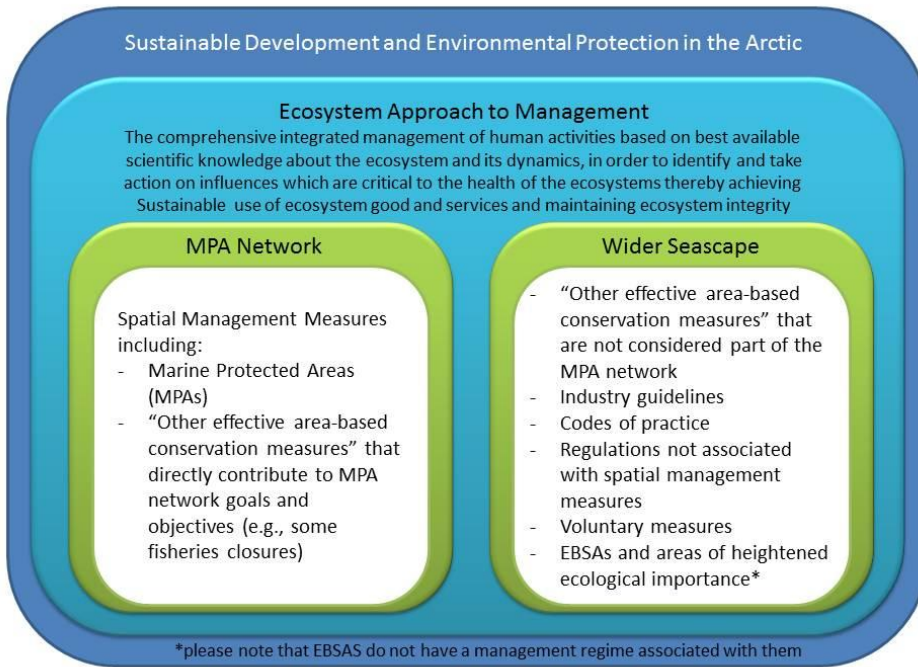 Sustainable Development and Environmental Protection in the Arctic
Ecosystem Approach to Management
The comprehensive integrated management of human activities based on best available
scientific knowledge about the ecosystem and its dynamics, in order to identify and take
action on influences which are critical to the health of the ecosystems thereby achieving
Sustainable use of ecosystem good and services and maintaining ecosystem integrity
MPA Network
Spatial Management Measures
including:
- Marine Protected Areas
(MPAs)
- “Other effective area-based
conservation measures” that
directly contribute to MPA
network goals and
objectives (e.g., some
fisheries closures)
Wider Seascape
- “Other effective area-based
conservation measures” that
are not considered part of the
MPA network
- Industry guidelines
- Codes of practice
- Regulations not associated
with spatial management
measures
- Voluntary measures
- EBSAs and areas of heightened
ecological importance*
*please note that EBSAS do not have a management regime associated with them